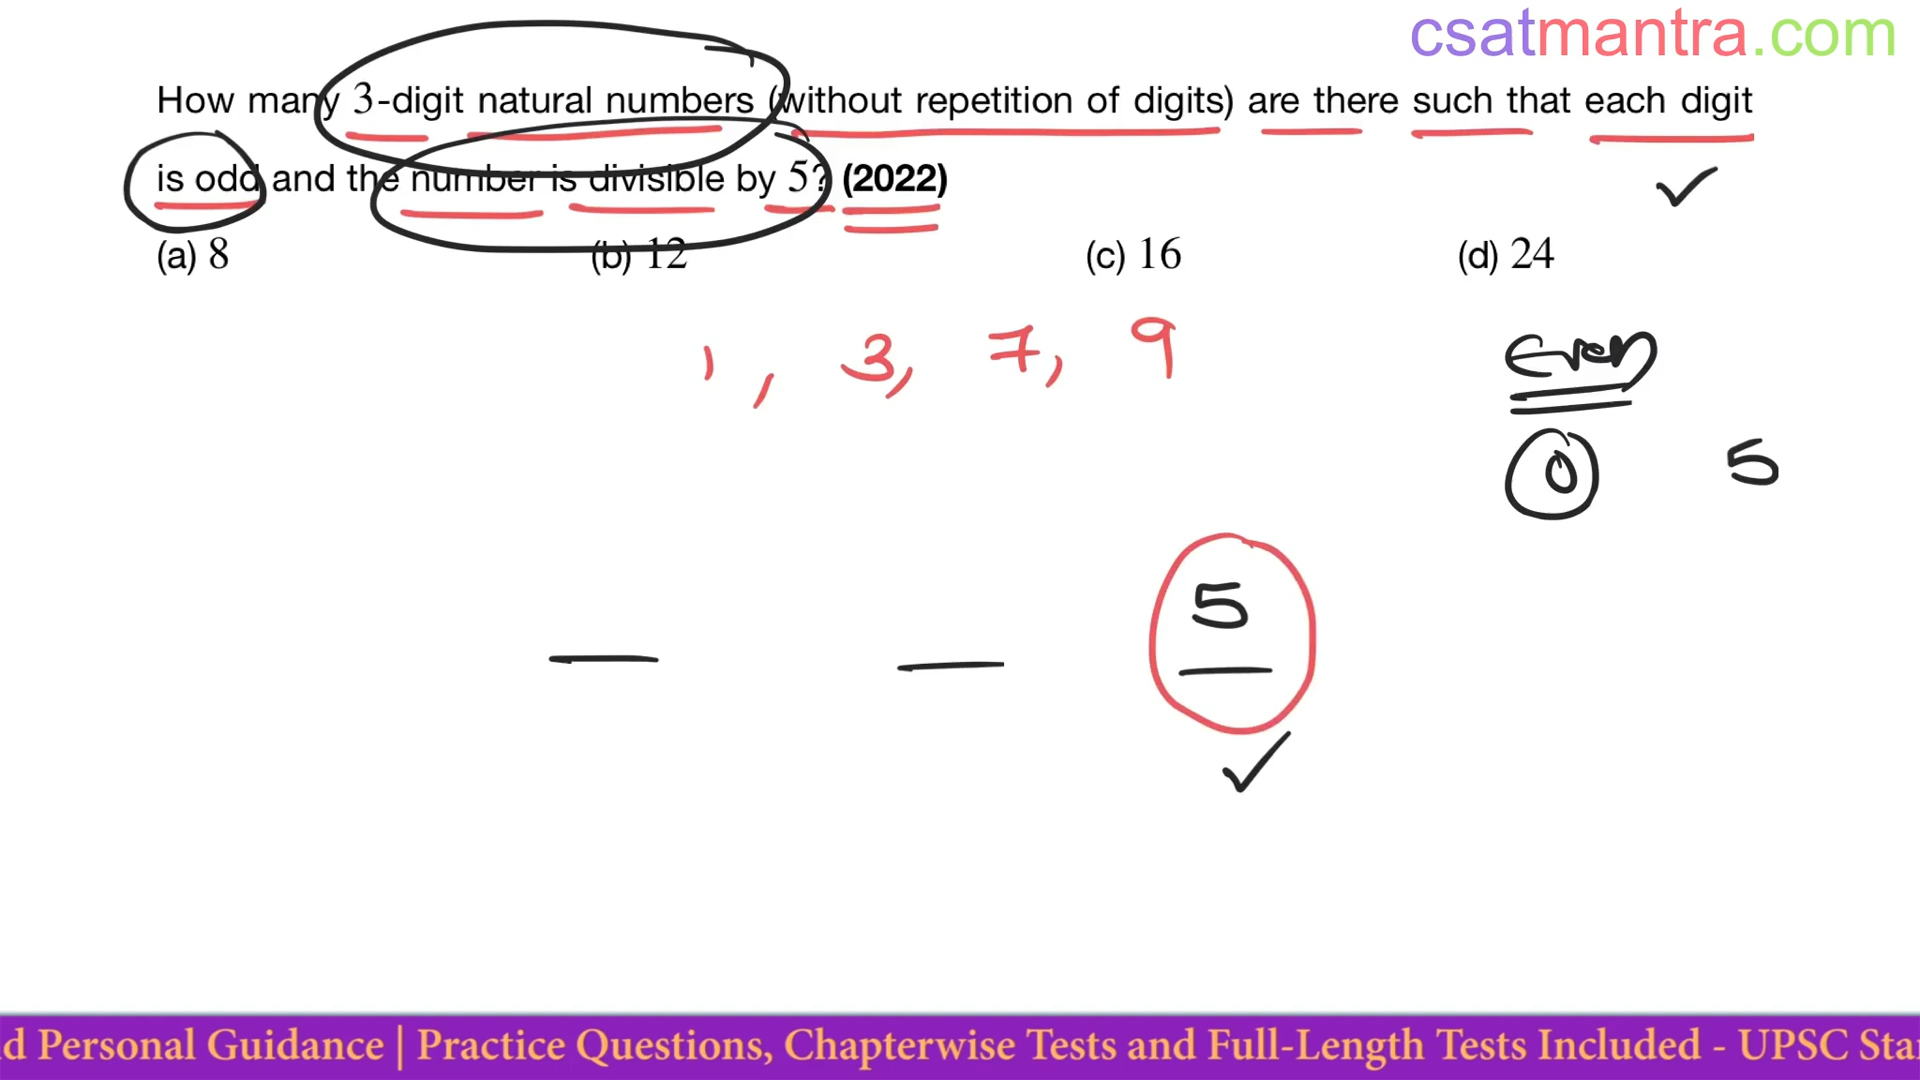 csatmantra.com
How many 3-digit natural numbers (without repetition of digits) are there such that each digit
is odd and the number is divisible by 5? (2022)
(a) 8 (b) 12 (c) 16 (d) 24
1, 3, 7, 9
Even
0 5
5
d Personal Guidance | Practice Questions, Chapterwise Tests and Full-Length Tests Included - UPSC Sta